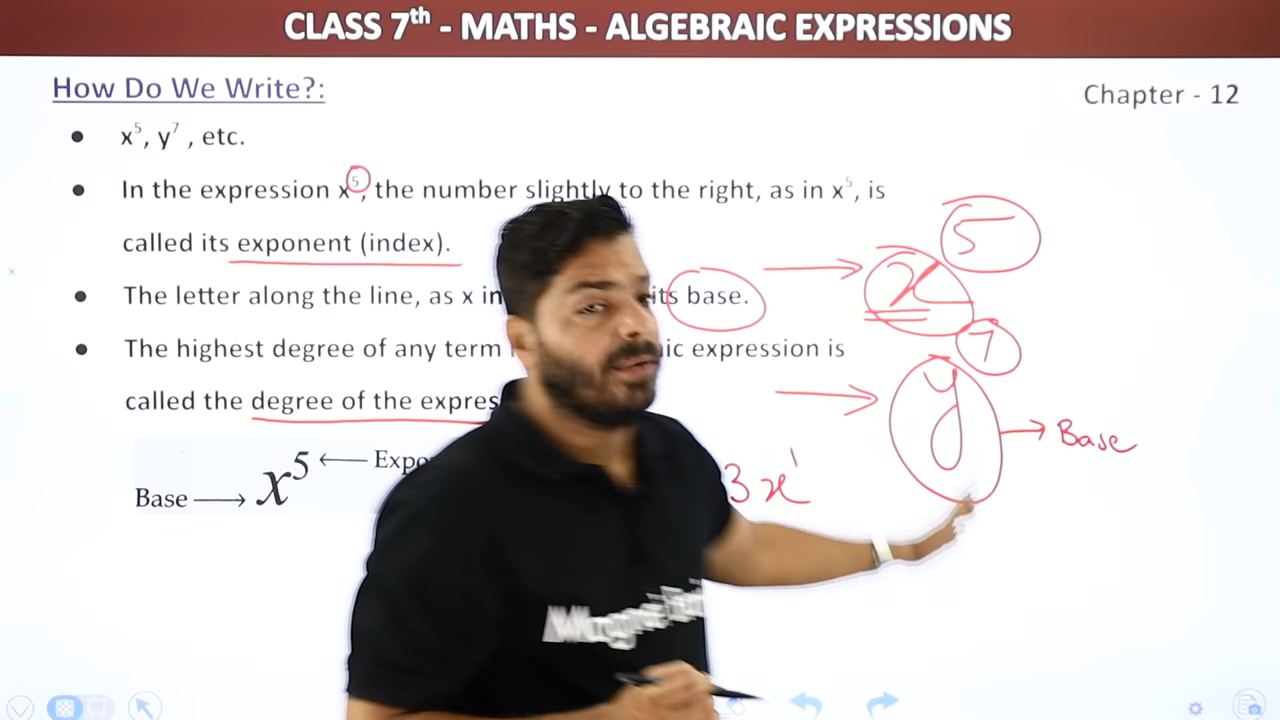 CLASS 7th - MATHS - ALGEBRAIC EXPRESSIONS
How Do We Write?:
Chapter - 12
• x⁵, y⁷ , etc.
• In the expression x⁵, the number slightly to the right, as in x⁵, is
called its exponent (index).
• The letter along the line, as x in its base.
• The highest degree of any term ic expression is
called the degree of the expres
Base → x⁵ ← Expo
x⁵
y⁷ → Base
3x¹